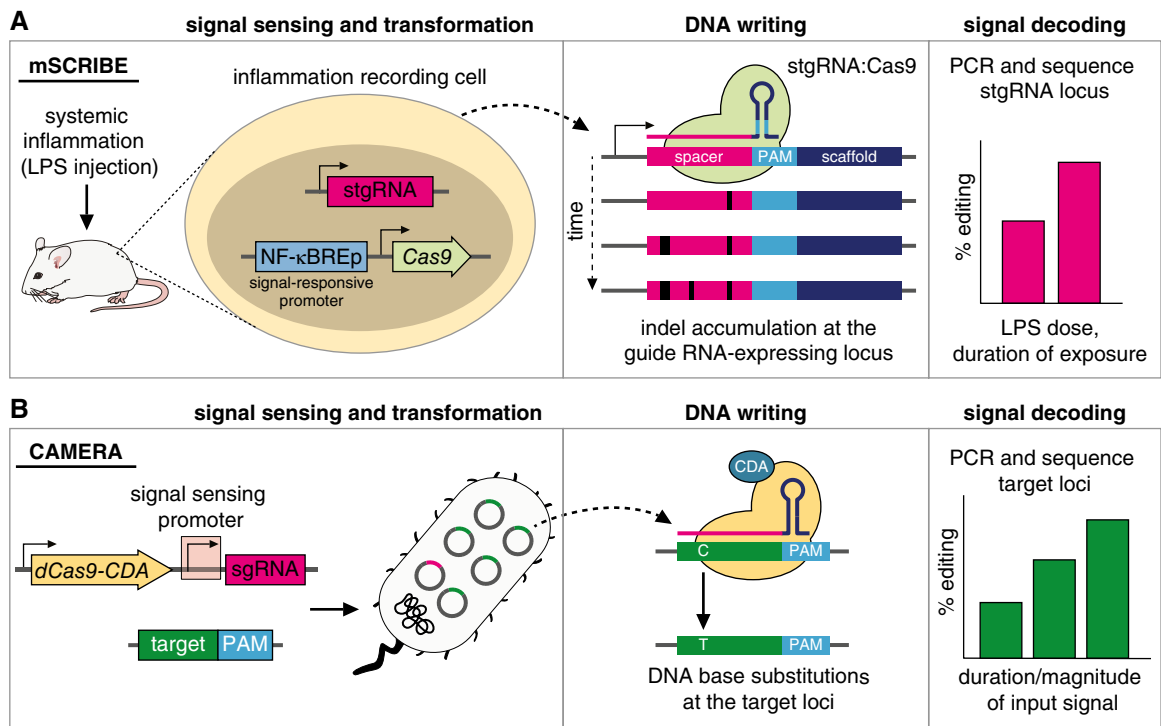 A
signal sensing and transformation
DNA writing
signal decoding
mSCRIBE
systemic
inflammation
(LPS injection)
inflammation recording cell
stgRNA
NF-κBREp
Cas9
signal-responsive
promoter
stgRNA:Cas9
spacer
PAM
scaffold
time
indel accumulation at the
guide RNA-expressing locus
PCR and sequence
stgRNA locus
% editing
LPS dose,
duration of exposure
B
signal sensing and transformation
DNA writing
signal decoding
CAMERA
signal sensing
promoter
dCas9-CDA
sgRNA
target
PAM
CDA
C
PAM
T
PAM
DNA base substitutions
at the target loci
PCR and sequence
target loci
% editing
duration/magnitude
of input signal